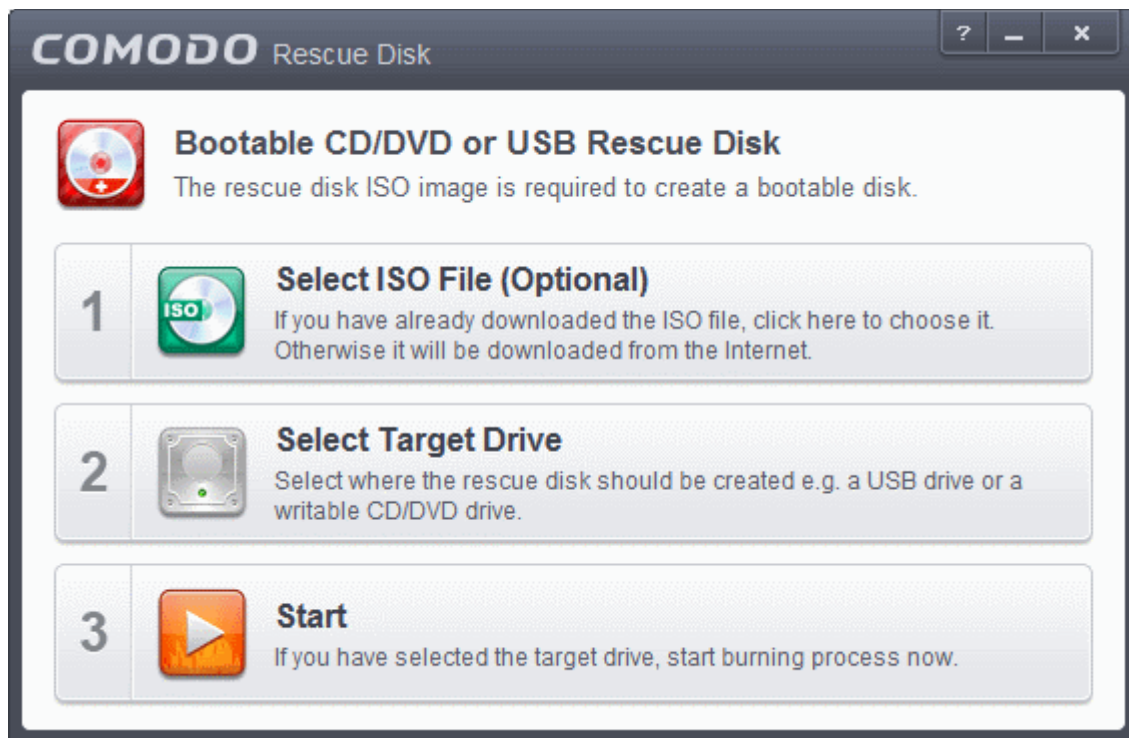 COMODO Rescue Disk
? – ×
Bootable CD/DVD or USB Rescue Disk
The rescue disk ISO image is required to create a bootable disk.
1
ISO
Select ISO File (Optional)
If you have already downloaded the ISO file, click here to choose it.
Otherwise it will be downloaded from the Internet.
2
Select Target Drive
Select where the rescue disk should be created e.g. a USB drive or a
writable CD/DVD drive.
3
Start
If you have selected the target drive, start burning process now.